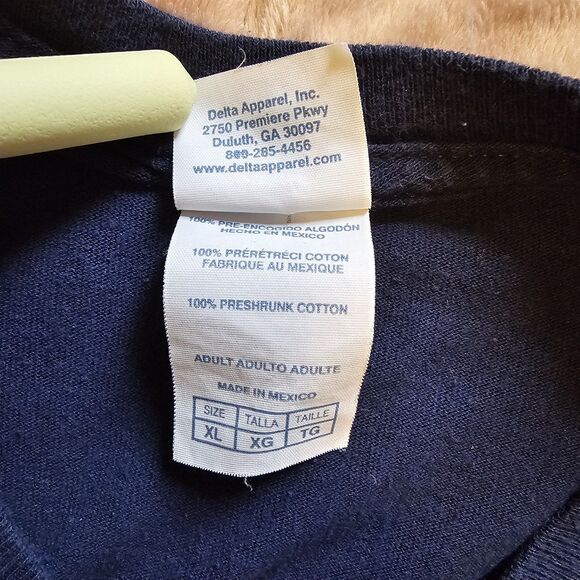 Delta Apparel, Inc.
2750 Premiere Pkwy
Duluth, GA 30097
800-285-4456
www.deltaapparel.com
100% PRE-ENCOGIDO ALGODÓN
HECHO EN MEXICO
100% PRÉRÉTRECI COTON
FABRIQUE AU MEXIQUE
100% PRESHRUNK COTTON
ADULT ADULTO ADULTE
MADE IN MEXICO
SIZE TALLA TAILLE
XL XG TG